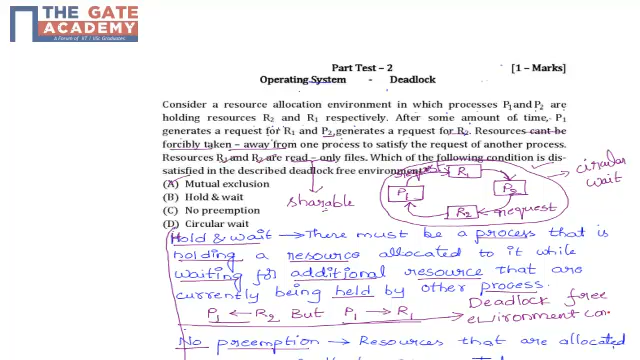 THE GATE
ACADEMY
A Forum of IIT / IISc Graduates
Part Test – 2 [1 – Marks]
Operating System - Deadlock
Consider a resource allocation environment in which processes P1 and P2 are
holding resources R2 and R1 respectively. After some amount of time, P1
generates a request for R1 and P2 generates a request for R2. Resources cant be
forcibly taken – away from one process to satisfy the request of another process.
Resources R1 and R2 are read – only files. Which of the following condition is dis-
satisfied in the described deadlock free environment
(A) Mutual exclusion
(B) Hold & wait
(C) No preemption
(D) Circular wait
sharable
request
R1
P1
P2
R2
request
circular
wait
Hold & wait → There must be a process that is
holding a resource allocated to it while
waiting for additional resource that are
currently being held by other process.
P1 ← R2 But P1 → R1 → Deadlock free
environment con
No preemption → Resources that are allocated